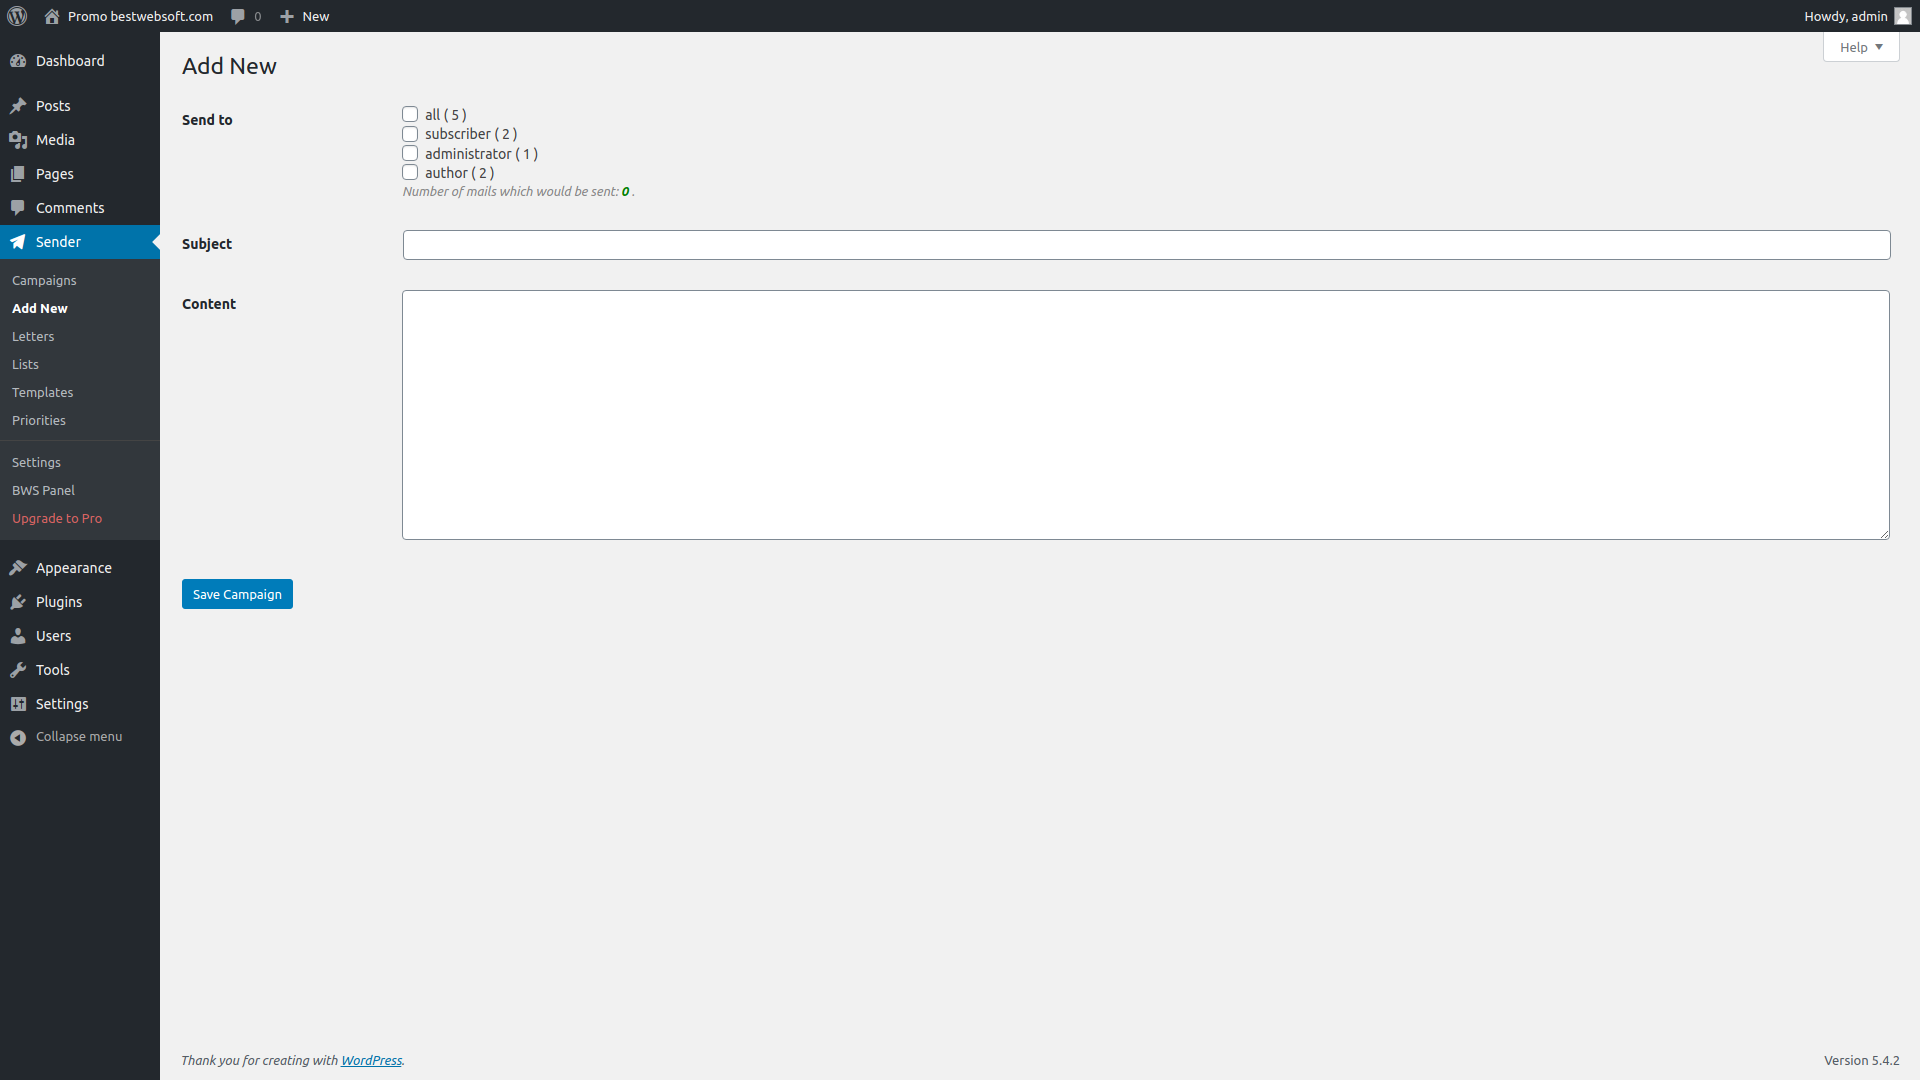 Promo bestwebsoft.com 0 New Howdy, admin
Help
Dashboard
Posts
Media
Pages
Comments
Sender
Campaigns
Add New
Letters
Lists
Templates
Priorities
Settings
BWS Panel
Upgrade to Pro
Appearance
Plugins
Users
Tools
Settings
Collapse menu
Add New
Send to
all ( 5 )
subscriber ( 2 )
administrator ( 1 )
author ( 2 )
Number of mails which would be sent: 0 .
Subject
Content
Save Campaign
Thank you for creating with WordPress.
Version 5.4.2